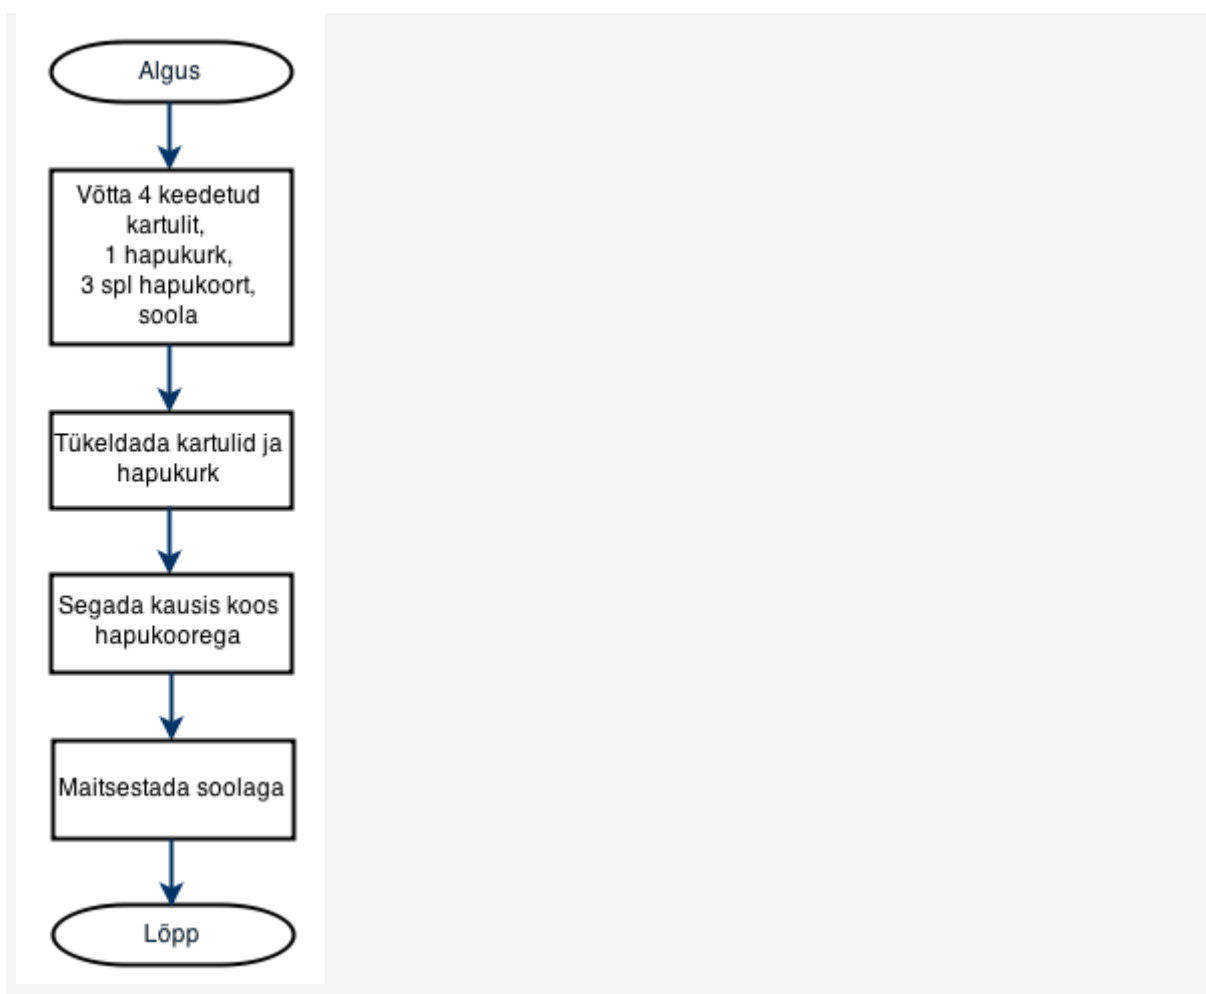 Algus
Võtta 4 keedetud
kartulit,
1 hapukurk,
3 spl hapukoort,
soola
Tükeldada kartulid ja
hapukurk
Segada kausis koos
hapukoorega
Maitsestada soolaga
Lõpp